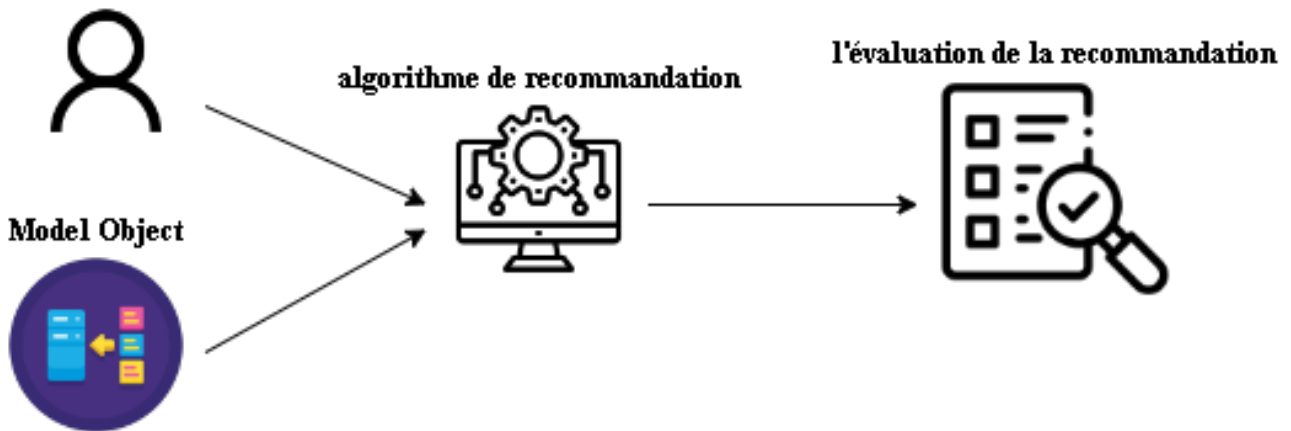 algorithme de recommandation
l'évaluation de la recommandation
Model Object